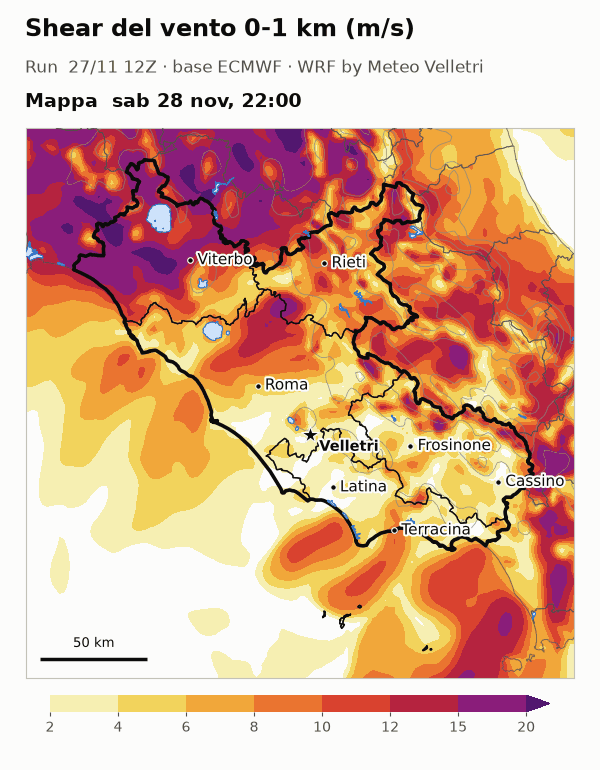 Shear del vento 0-1 km (m/s)
Run  27/11 12Z · base ECMWF · WRF by Meteo Velletri
Mappa  sab 28 nov, 22:00
Viterbo
Rieti
Roma
Velletri
Frosinone
Cassino
Latina
Terracina
50 km
2 4 6 8 10 12 15 20